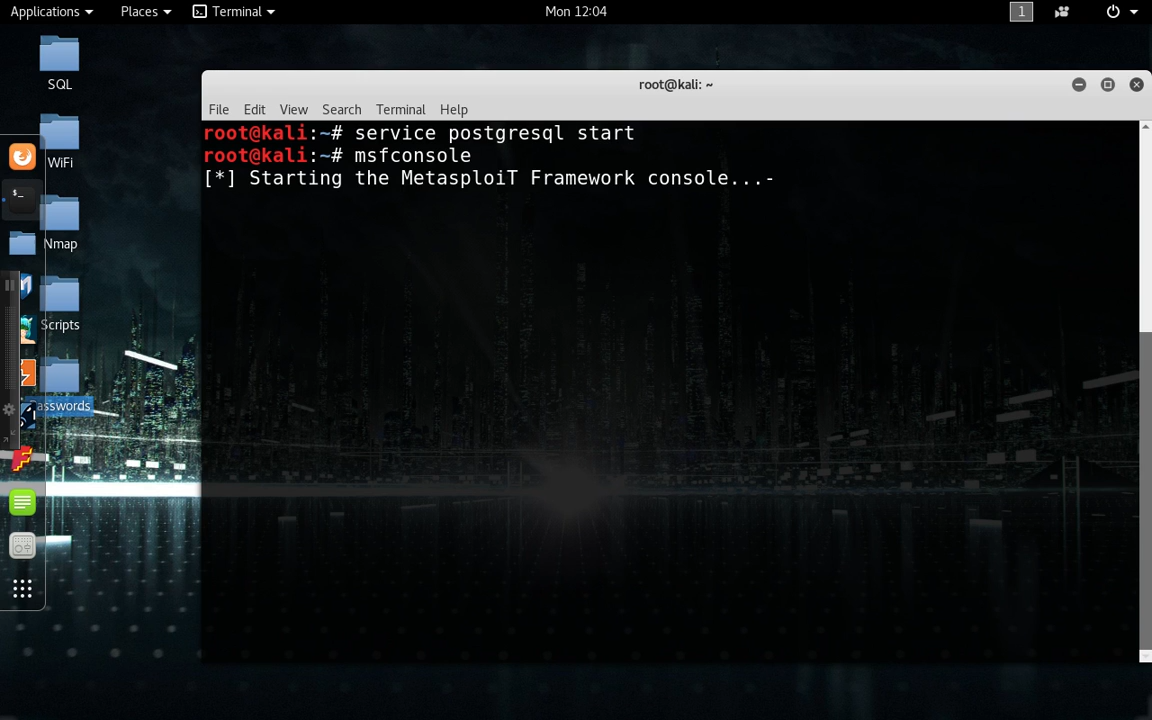 Applications Places Terminal Mon 12:04 1
SQL
WiFi
Nmap
Scripts
asswords
root@kali: ~
File Edit View Search Terminal Help
root@kali:~# service postgresql start
root@kali:~# msfconsole
[*] Starting the MetasploiT Framework console...-
$_